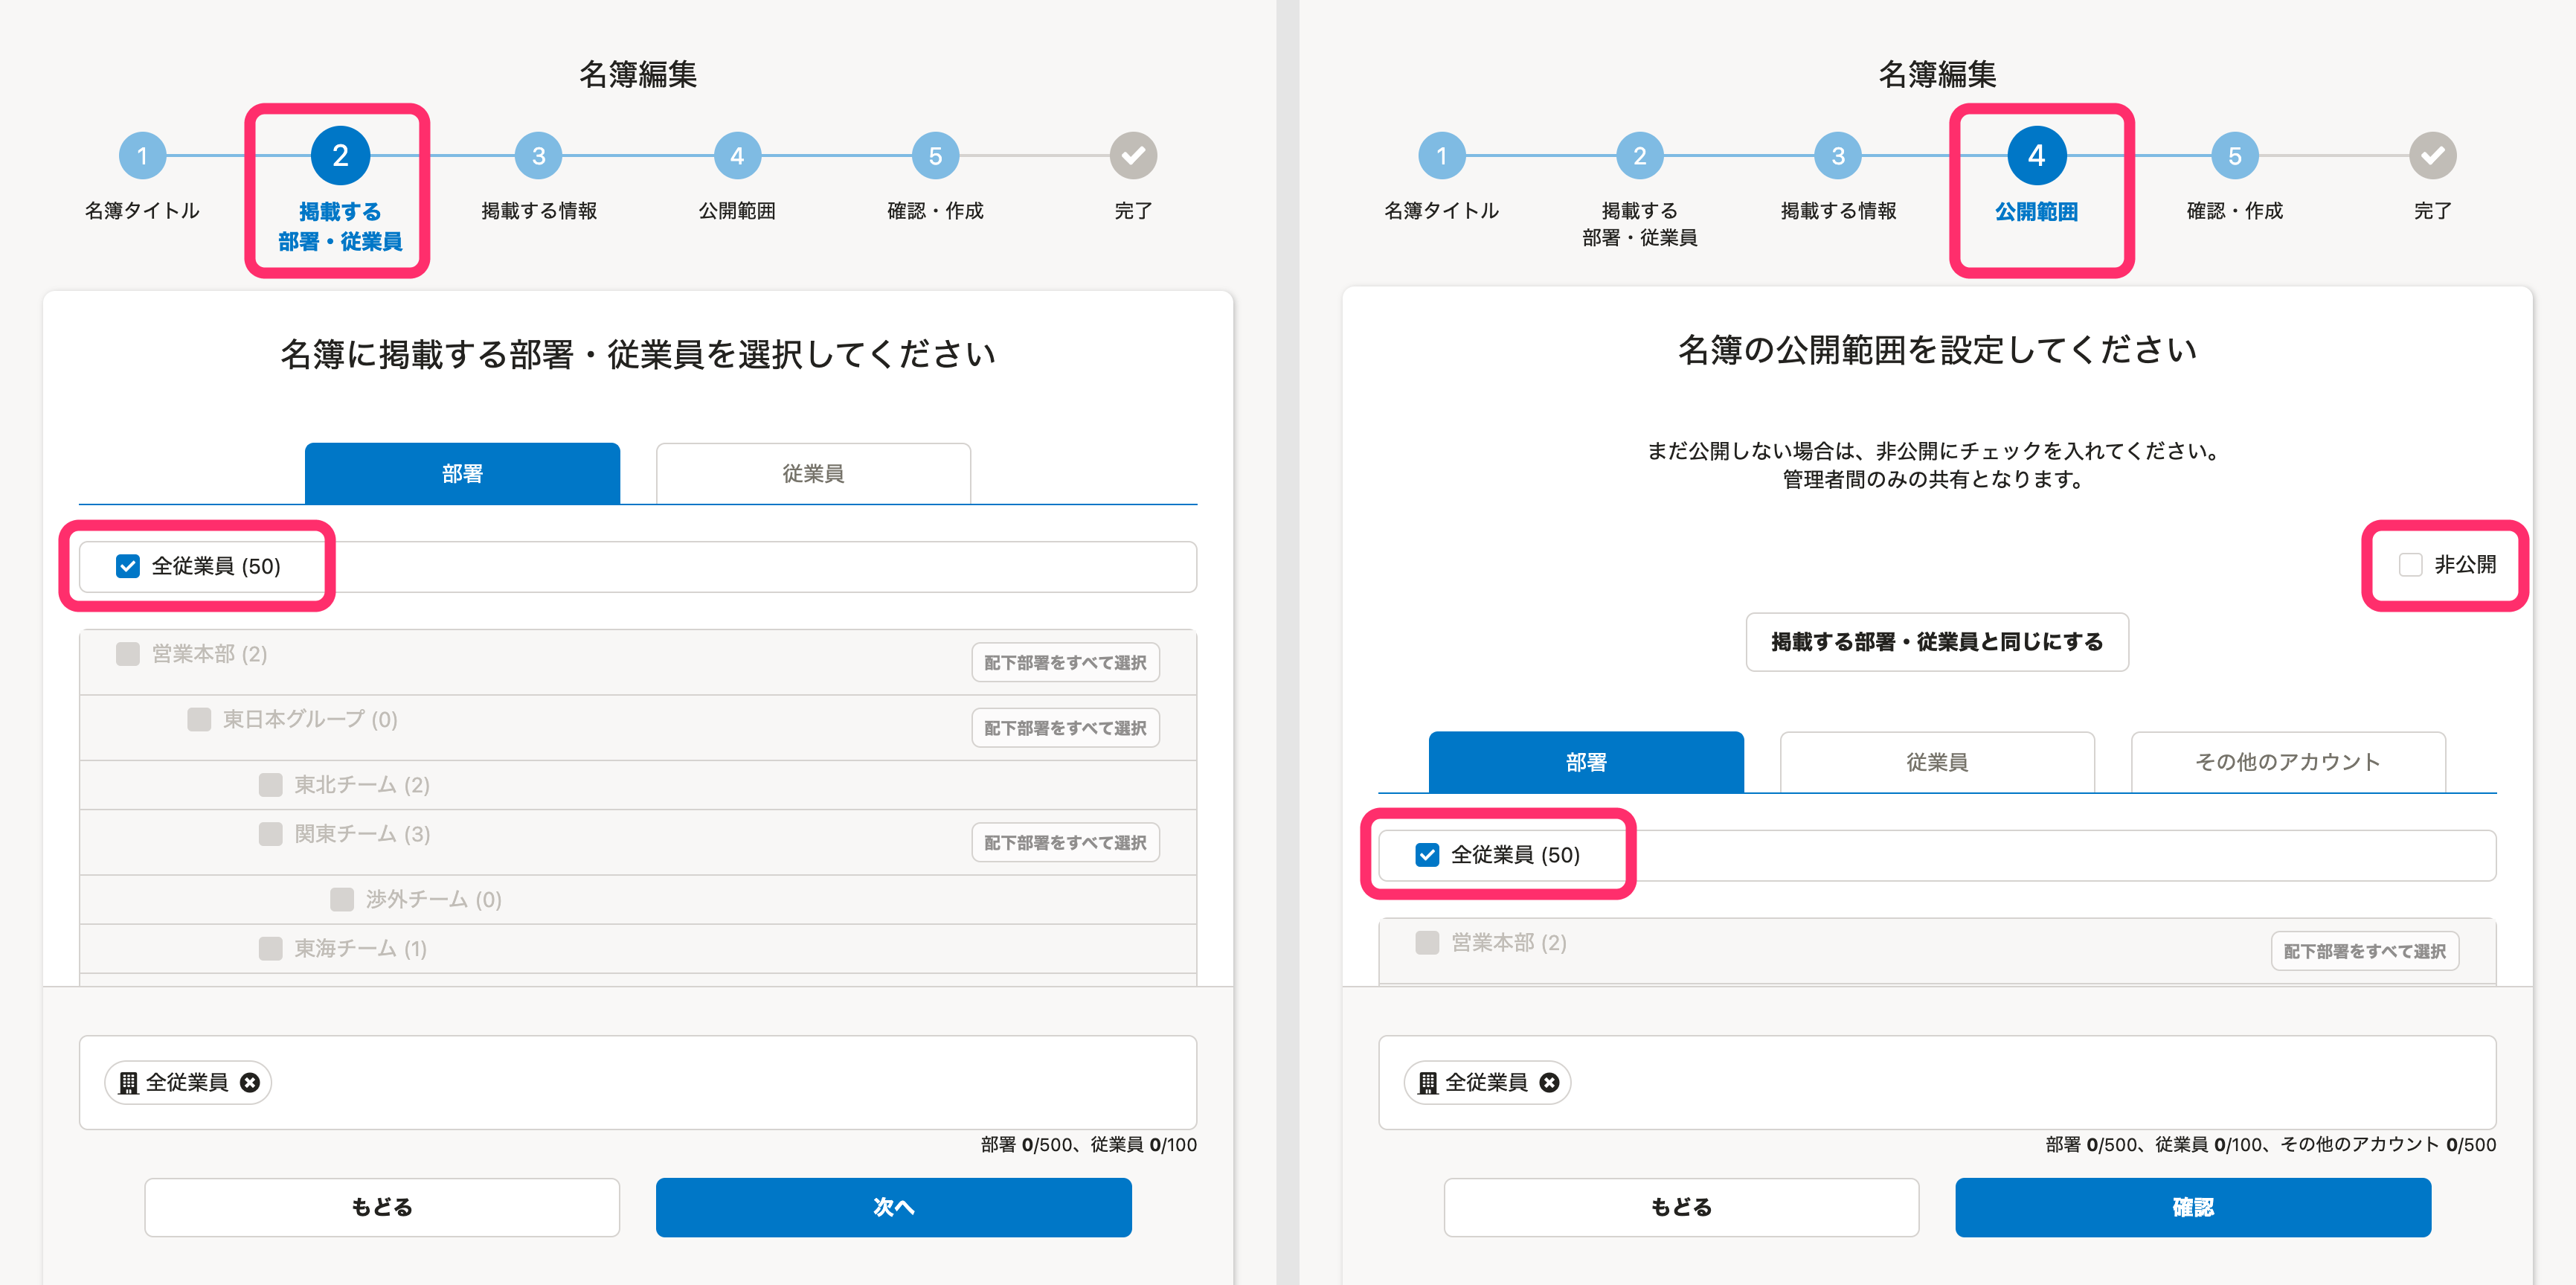 名簿編集
1
2
3
4
5
名簿タイトル
掲載する
部署・従業員
掲載する情報
公開範囲
確認・作成
完了
名簿に掲載する部署・従業員を選択してください
部署
従業員
全従業員 (50)
営業本部 (2)
配下部署をすべて選択
東日本グループ (0)
配下部署をすべて選択
東北チーム (2)
関東チーム (3)
配下部署をすべて選択
渉外チーム (0)
東海チーム (1)
全従業員
部署 0/500、従業員 0/100
もどる
次へ
名簿編集
1
2
3
4
5
名簿タイトル
掲載する
部署・従業員
掲載する情報
公開範囲
確認・作成
完了
名簿の公開範囲を設定してください
まだ公開しない場合は、非公開にチェックを入れてください。
管理者間のみの共有となります。
非公開
掲載する部署・従業員と同じにする
部署
従業員
その他のアカウント
全従業員 (50)
営業本部 (2)
配下部署をすべて選択
全従業員
部署 0/500、従業員 0/100、その他のアカウント 0/500
もどる
確認